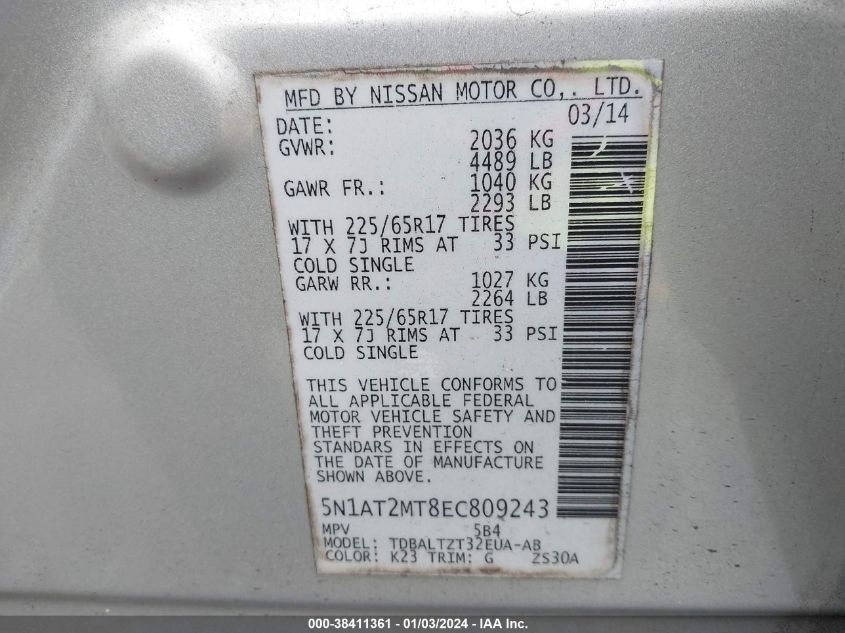 MFD BY NISSAN MOTOR CO,. LTD.
DATE: 03/14
GVWR: 2036 KG
4489 LB
GAWR FR.: 1040 KG
2293 LB
WITH 225/65R17 TIRES
17 X 7J RIMS AT 33 PSI
COLD SINGLE
GARW RR.: 1027 KG
2264 LB
WITH 225/65R17 TIRES
17 X 7J RIMS AT 33 PSI
COLD SINGLE
THIS VEHICLE CONFORMS TO
ALL APPLICABLE FEDERAL
MOTOR VEHICLE SAFETY AND
THEFT PREVENTION
STANDARS IN EFFECTS ON
THE DATE OF MANUFACTURE
SHOWN ABOVE.
5N1AT2MT8EC809243
MPV 5B4
MODEL: TDBALTZT32EUA-AB
COLOR: K23 TRIM: G ZS30A
000-38411361 - 01/03/2024 - IAA Inc.